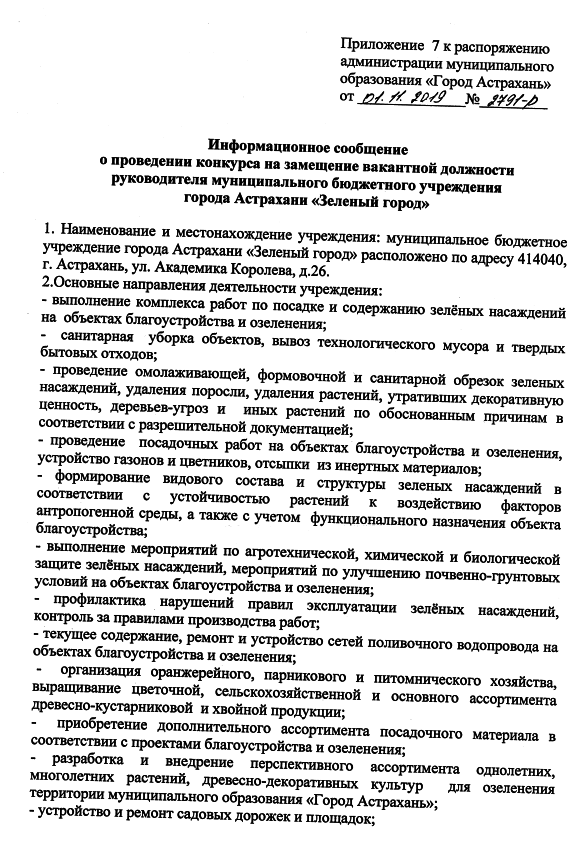 Приложение 7 к распоряжению
администрации муниципального
образования «Город Астрахань»
от 01.11.2019 № 2791-р
Информационное сообщение
о проведении конкурса на замещение вакантной должности
руководителя муниципального бюджетного учреждения
города Астрахани «Зеленый город»
1. Наименование и местонахождение учреждения: муниципальное бюджетное
учреждение города Астрахани «Зеленый город» расположено по адресу 414040,
г. Астрахань, ул. Академика Королева, д.26.
2.Основные направления деятельности учреждения:
- выполнение комплекса работ по посадке и содержанию зелёных насаждений
на объектах благоустройства и озеленения;
- санитарная уборка объектов, вывоз технологического мусора и твердых
бытовых отходов;
- проведение омолаживающей, формовочной и санитарной обрезок зеленых
насаждений, удаления поросли, удаления растений, утративших декоративную
ценность, деревьев-угроз и иных растений по обоснованным причинам в
соответствии с разрешительной документацией;
- проведение посадочных работ на объектах благоустройства и озеленения,
устройство газонов и цветников, отсыпки из инертных материалов;
- формирование видового состава и структуры зеленых насаждений в
соответствии с устойчивостью растений к воздействию факторов
антропогенной среды, а также с учетом функционального назначения объекта
благоустройства;
- выполнение мероприятий по агротехнической, химической и биологической
защите зелёных насаждений, мероприятий по улучшению почвенно-грунтовых
условий на объектах благоустройства и озеленения;
- профилактика нарушений правил эксплуатации зелёных насаждений,
контроль за правилами производства работ;
- текущее содержание, ремонт и устройство сетей поливочного водопровода на
объектах благоустройства и озеленения;
- организация оранжерейного, парникового и питомнического хозяйства,
выращивание цветочной, сельскохозяйственной и основного ассортимента
древесно-кустарниковой и хвойной продукции;
- приобретение дополнительного ассортимента посадочного материала в
соответствии с проектами благоустройства и озеленения;
- разработка и внедрение перспективного ассортимента однолетних,
многолетних растений, древесно-декоративных культур для озеленения
территории муниципального образования «Город Астрахань»;
- устройство и ремонт садовых дорожек и площадок;